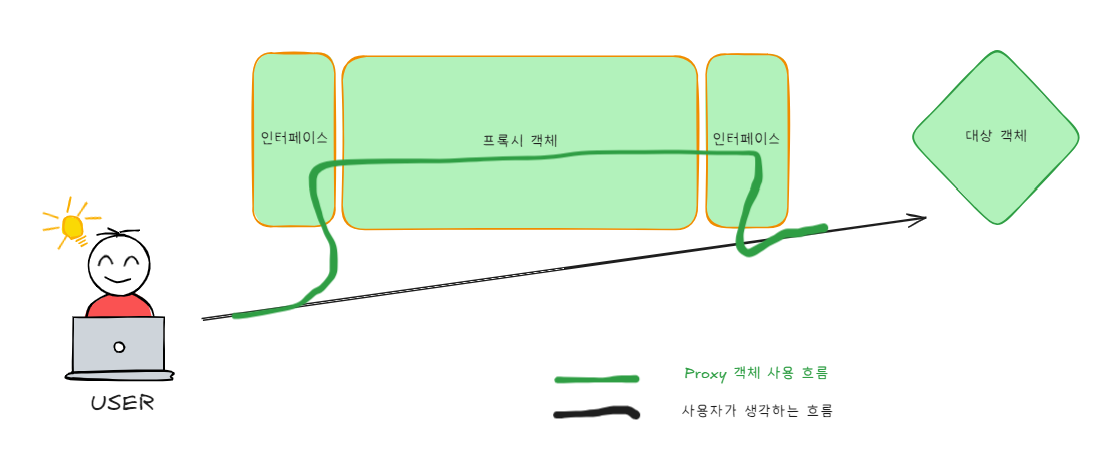 인터페이스
프록시 객체
인터페이스
대상 객체
USER
Proxy 객체 사용 흐름
사용자가 생각하는 흐름